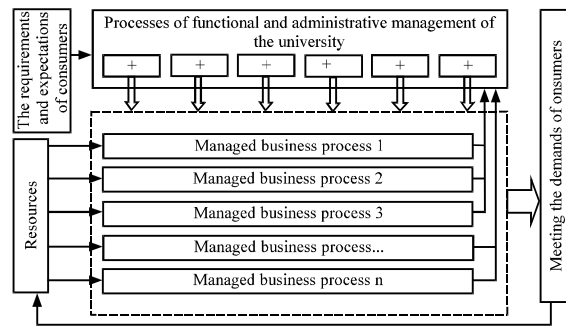 Processes of functional and administrative management of
the university
+ + + + + +
The requirements
and expectations
of consumers
Resources
Managed business process 1
Managed business process 2
Managed business process 3
Managed business process...
Managed business process n
Meeting the demands of onsumers